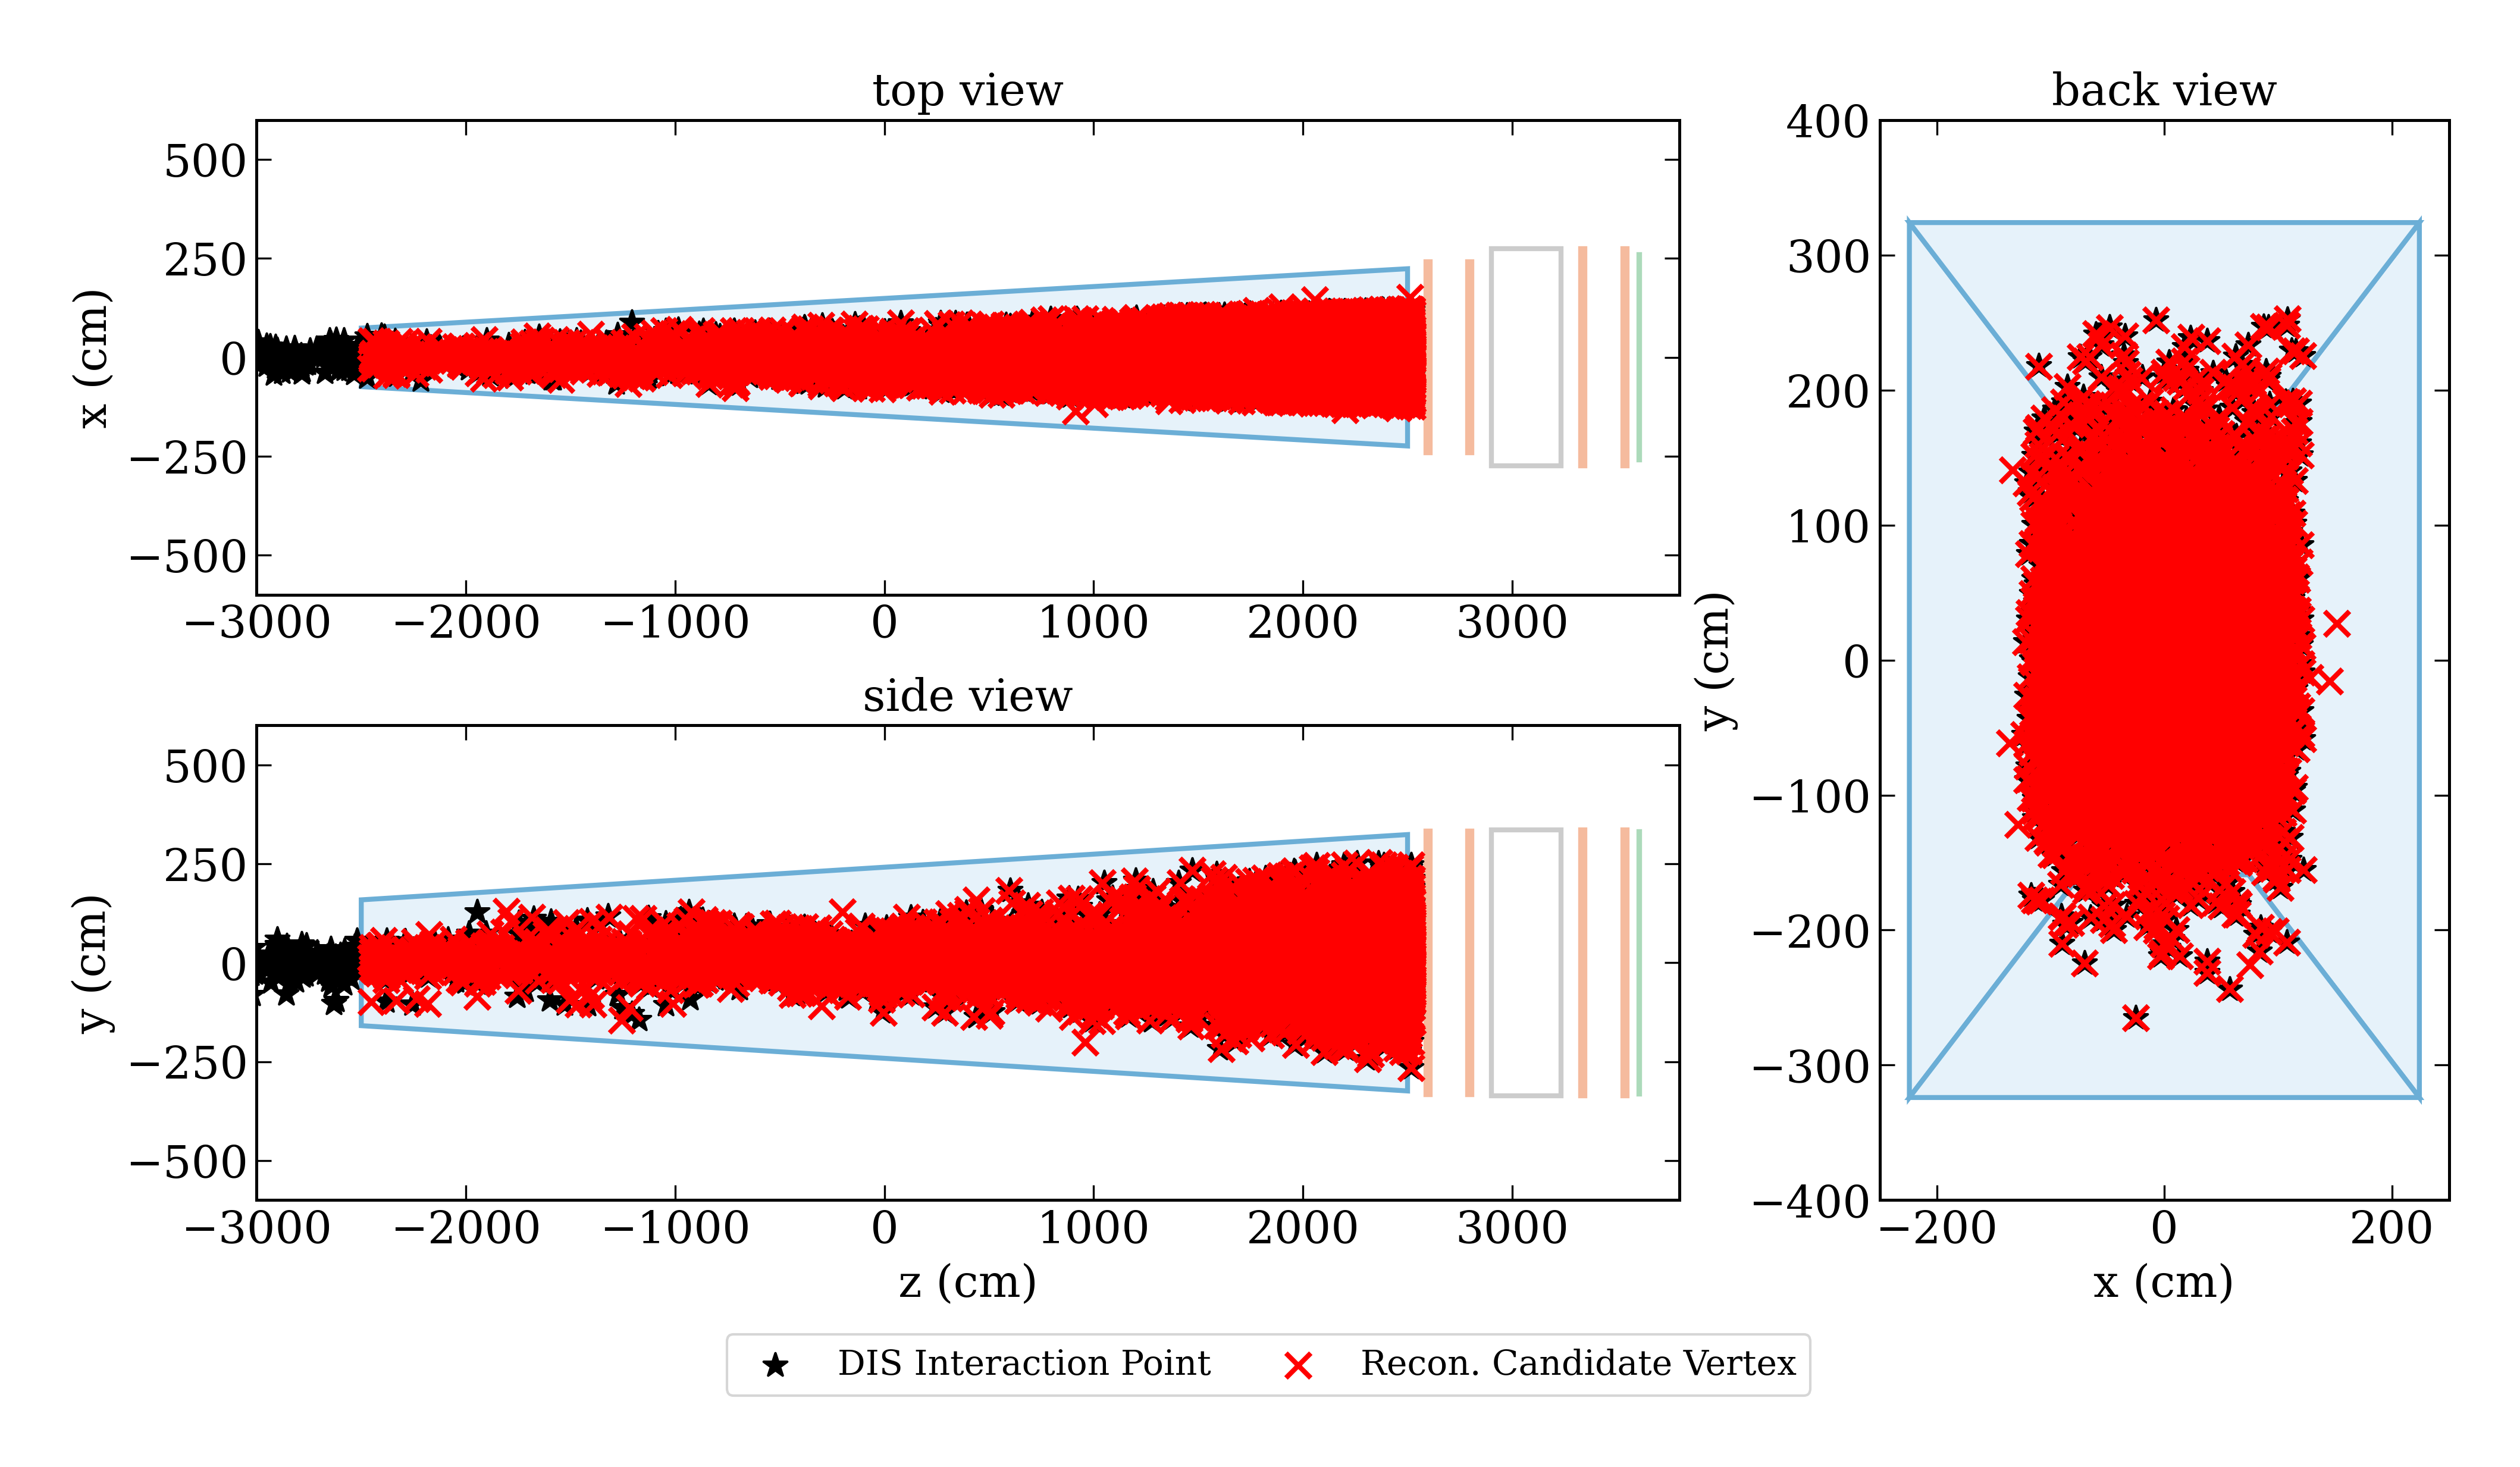 top view
x (cm)
500
250
0
−250
−500
−3000 −2000 −1000 0 1000 2000 3000
side view
y (cm)
500
250
0
−250
−500
−3000 −2000 −1000 0 1000 2000 3000
z (cm)
back view
y (cm)
400
300
200
100
0
−100
−200
−300
−400
−200 0 200
x (cm)
DIS Interaction Point
Recon. Candidate Vertex